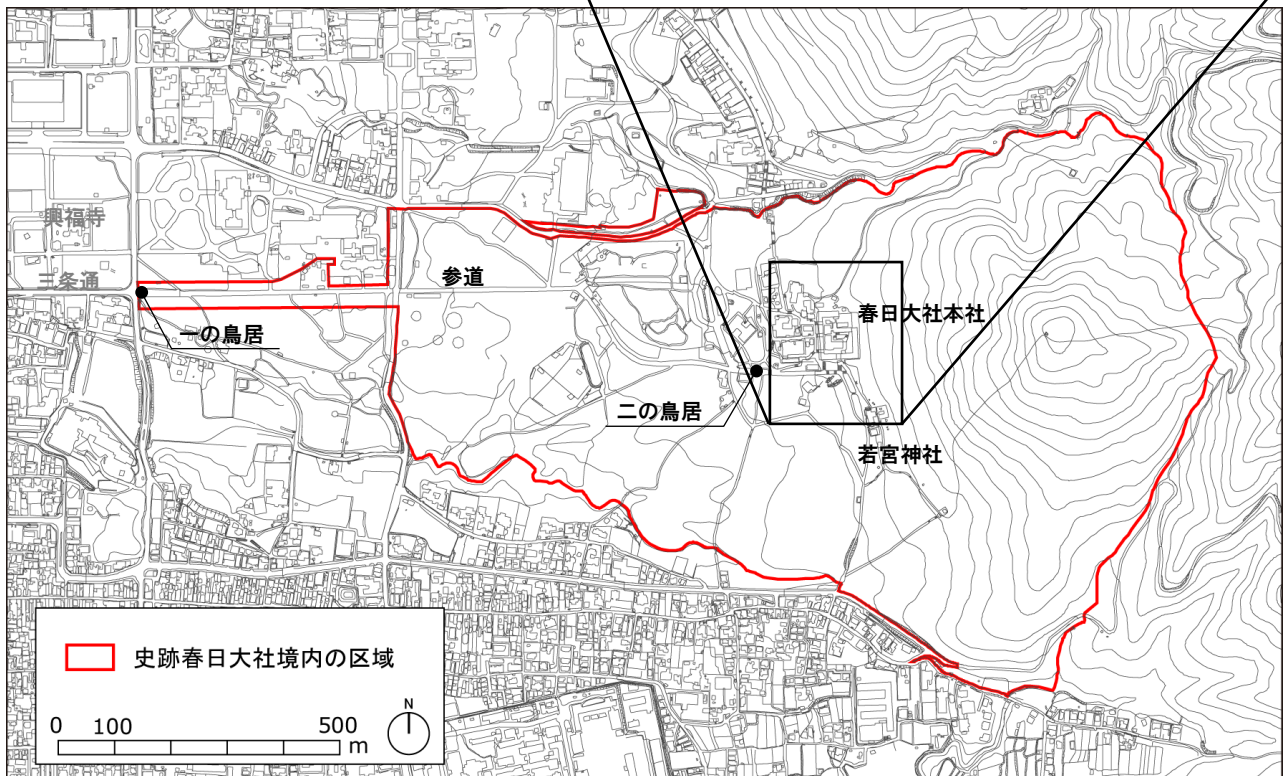 興福寺
三条通
参道
一の鳥居
春日大社本社
二の鳥居
若宮神社
史跡春日大社境内の区域
N
0 100 500
m